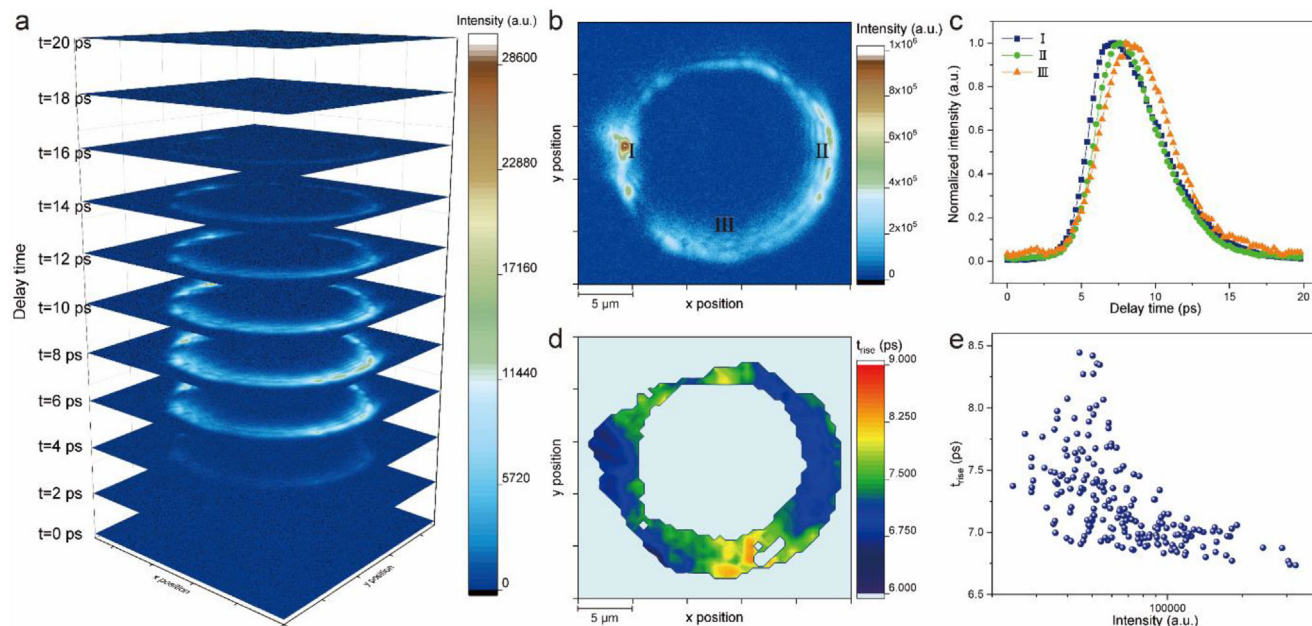 a
Intensity (a.u.)
28600
22880
17160
11440
5720
0
t=20 ps
t=18 ps
t=16 ps
t=14 ps
t=12 ps
t=10 ps
t=8 ps
t=6 ps
t=4 ps
t=2 ps
t=0 ps
Delay time
x position
y position
b
Intensity (a.u.)
1x10⁶
8x10⁵
6x10⁵
4x10⁵
2x10⁵
0
I
II
III
y position
5 µm
x position
c
I
II
III
Normalized intensity (a.u.)
1.0
0.8
0.6
0.4
0.2
0.0
0
5
10
15
20
Delay time (ps)
d
t_rise (ps)
9.000
8.250
7.500
6.750
6.000
y position
5 µm
x position
e
t_rise (ps)
8.5
8.0
7.5
7.0
6.5
100000
Intensity (a.u.)